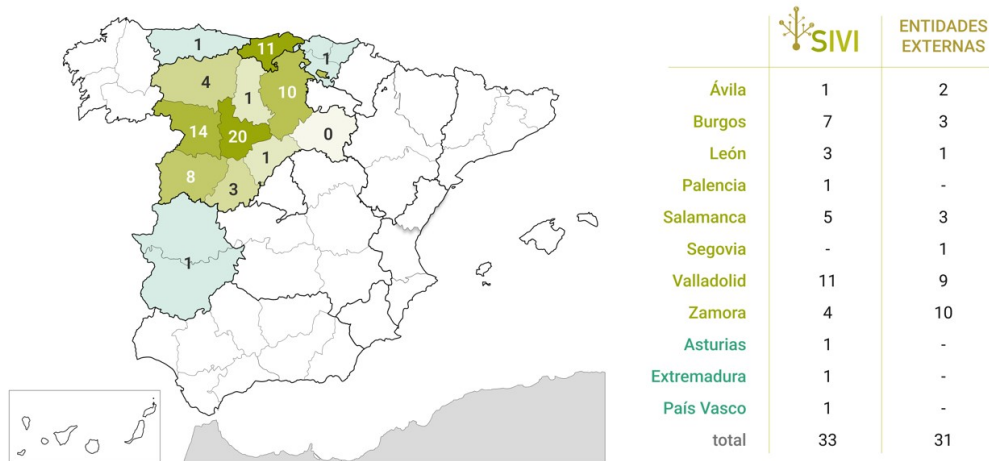 1
11
1
4
1
10
14
20
0
1
8
3
1
SIVI ENTIDADES
EXTERNAS
Ávila 1 2
Burgos 7 3
León 3 1
Palencia 1 -
Salamanca 5 3
Segovia - 1
Valladolid 11 9
Zamora 4 10
Asturias 1 -
Extremadura 1 -
País Vasco 1 -
total 33 31